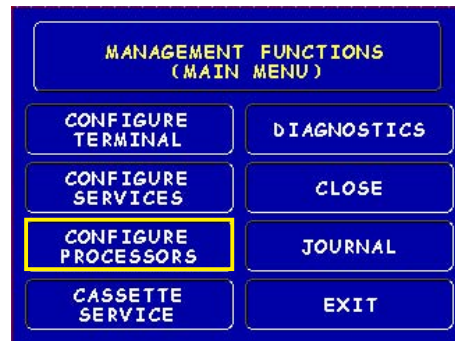 MANAGEMENT FUNCTIONS
(MAIN MENU)
CONFIGURE
TERMINAL
DIAGNOSTICS
CONFIGURE
SERVICES
CLOSE
CONFIGURE
PROCESSORS
JOURNAL
CASSETTE
SERVICE
EXIT